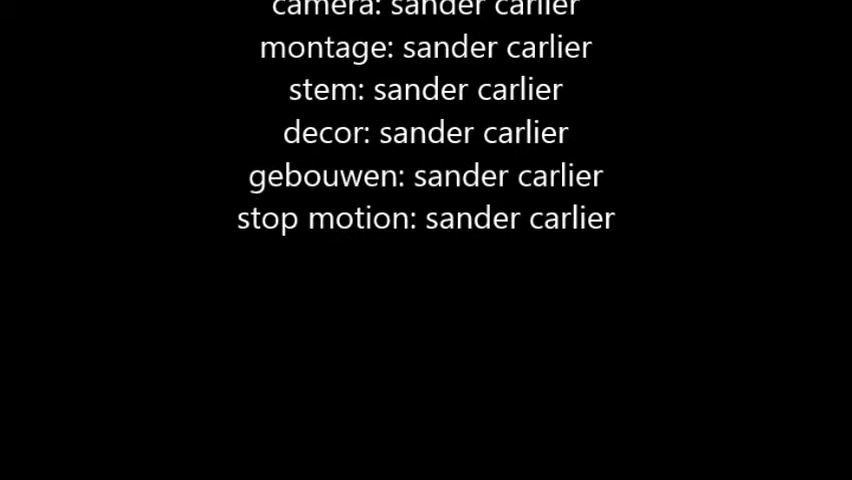 camera: sander carlier
montage: sander carlier
stem: sander carlier
decor: sander carlier
gebouwen: sander carlier
stop motion: sander carlier